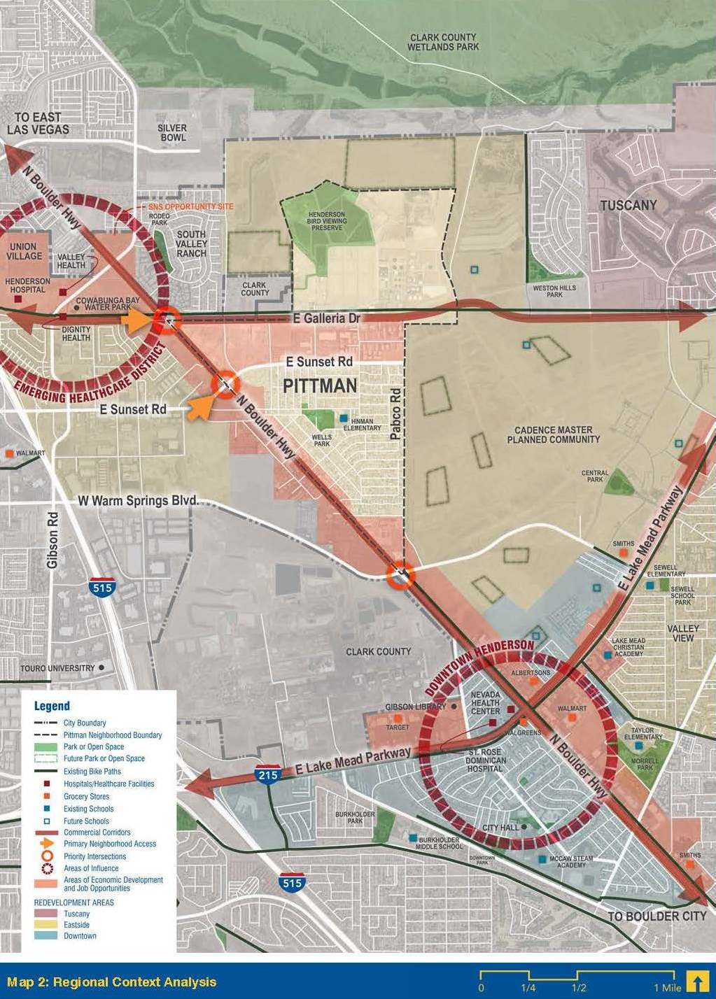 CLARK COUNTY
WETLANDS PARK
TO EAST
LAS VEGAS
SILVER
BOWL
N Boulder Hwy
TUSCANY
SNS OPPORTUNITY SITE
RODEO
PARK
HENDERSON
BIRD VIEWING
PRESERVE
SOUTH
VALLEY
RANCH
UNION
VILLAGE
VALLEY
HEALTH
HENDERSON
HOSPITAL
CLARK
COUNTY
WESTON HILLS
PARK
COWABUNGA BAY
WATER PARK
E Galleria Dr
DIGNITY
HEALTH
EMERGING HEALTHCARE DISTRICT
E Sunset Rd
PITTMAN
E Sunset Rd
N Boulder Hwy
Pabco Rd
HINMAN
ELEMENTARY
WELLS
PARK
CADENCE MASTER
PLANNED COMMUNITY
WALMART
CENTRAL
PARK
W Warm Springs Blvd.
Gibson Rd
E Lake Mead Parkway
SMITHS
515
SEWELL
ELEMENTARY
SEWELL
SCHOOL
PARK
VALLEY
VIEW
LAKE MEAD
CHRISTIAN
ACADEMY
CLARK COUNTY
DOWNTOWN HENDERSON
TOURO UNIVERSITRY
ALBERTSONS
NEVADA
HEALTH
CENTER
GIBSON LIBRARY
TARGET
WALMART
WALGREENS
TAYLOR
ELEMENTARY
MORRELL
PARK
N Boulder Hwy
ST. ROSE
DOMINICAN
HOSPITAL
E Lake Mead Parkway
215
BURKHOLDER
PARK
CITY HALL
BURKHOLDER
MIDDLE SCHOOL
DOWNTOWN
PARK
MCCAW STEAM
ACADEMY
SMITHS
515
TO BOULDER CITY
Legend
City Boundary
Pittman Neighborhood Boundary
Park or Open Space
Future Park or Open Space
Existing Bike Paths
Hospitals/Healthcare Facilities
Grocery Stores
Existing Schools
Future Schools
Commercial Corridors
Primary Neighborhood Access
Priority Intersections
Areas of Influence
Areas of Economic Development
and Job Opportunities
REDEVELOPMENT AREAS
Tuscany
Eastside
Downtown
Map 2: Regional Context Analysis
0 1/4 1/2 1 Mile